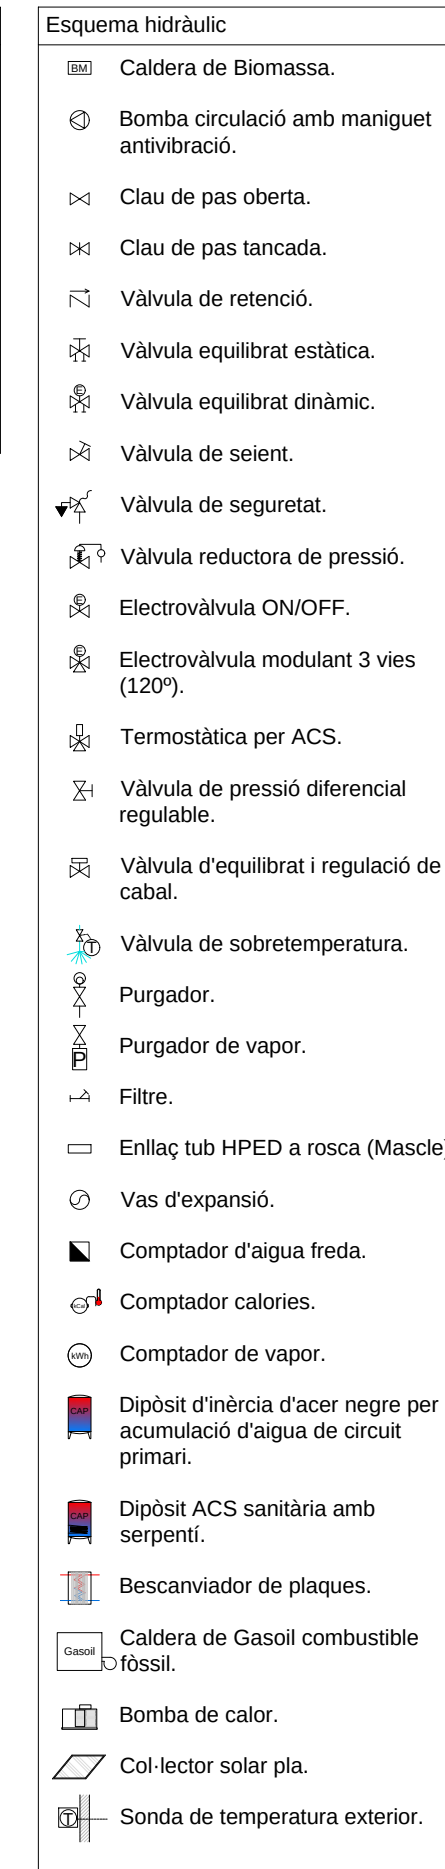 Esquema hidràulic
BM Caldera de Biomassa.
Bomba circulació amb maniguet
antivibració.
Clau de pas oberta.
Clau de pas tancada.
Vàlvula de retenció.
Vàlvula equilibrat estàtica.
E Vàlvula equilibrat dinàmic.
Vàlvula de seient.
Vàlvula de seguretat.
Vàlvula reductora de pressió.
E Electrovàlvula ON/OFF.
E Electrovàlvula modulant 3 vies
(120º).
Termostàtica per ACS.
Vàlvula de pressió diferencial
regulable.
Vàlvula d'equilibrat i regulació de
cabal.
T Vàlvula de sobretemperatura.
Purgador.
P Purgador de vapor.
Filtre.
Enllaç tub HPED a rosca (Mascle)
Vas d'expansió.
Comptador d'aigua freda.
kCal Comptador calories.
kWh Comptador de vapor.
CAP Dipòsit d'inèrcia d'acer negre per
acumulació d'aigua de circuit
primari.
CAP Dipòsit ACS sanitària amb
serpentí.
Bescanviador de plaques.
Gasoil Caldera de Gasoil combustible
fòssil.
Bomba de calor.
Col·lector solar pla.
T Sonda de temperatura exterior.